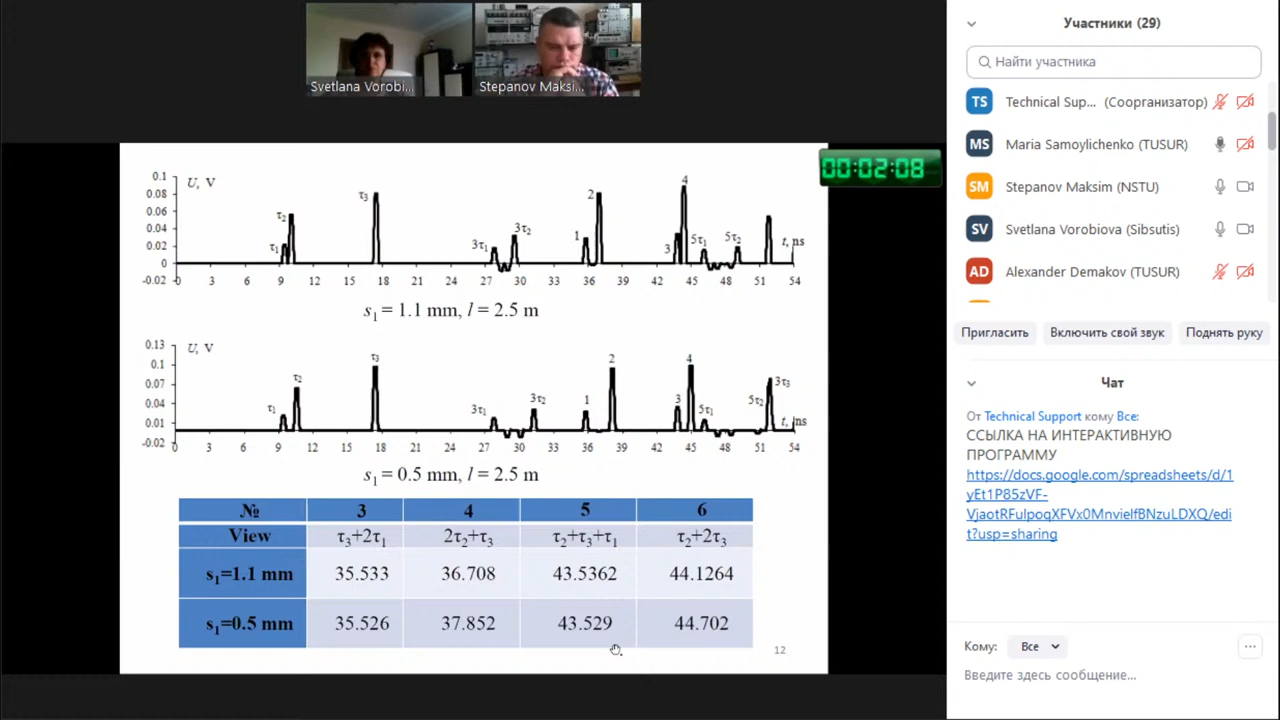 Svetlana Vorobi...
Stepanov Maksi...
00:02:08
0.1
0.08
0.06
0.04
0.02
0
-0.02
U, V
τ₁
τ₂
τ₃
3τ₁
3τ₂
1
2
3
4
5τ₁
5τ₂
t, ns
0 3 6 9 12 15 18 21 24 27 30 33 36 39 42 45 48 51 54
s₁ = 1.1 mm, l = 2.5 m
0.13
0.1
0.07
0.04
0.01
-0.02
U, V
τ₁
τ₂
τ₃
3τ₁
3τ₂
1
2
3
4
5τ₁
5τ₂
3τ₃
t, ns
0 3 6 9 12 15 18 21 24 27 30 33 36 39 42 45 48 51 54
s₁ = 0.5 mm, l = 2.5 m
№ 3 4 5 6
View τ₃+2τ₁ 2τ₂+τ₃ τ₂+τ₃+τ₁ τ₂+2τ₃
s₁=1.1 mm 35.533 36.708 43.5362 44.1264
s₁=0.5 mm 35.526 37.852 43.529 44.702
12
Участники (29)
Найти участника
TS Technical Sup... (Соорганизатор)
MS Maria Samoylichenko (TUSUR)
SM Stepanov Maksim (NSTU)
SV Svetlana Vorobiova (Sibsutis)
AD Alexander Demakov (TUSUR)
Пригласить Включить свой звук Поднять руку
Чат
От Technical Support кому Все:
ССЫЛКА НА ИНТЕРАКТИВНУЮ
ПРОГРАММУ
https://docs.google.com/spreadsheets/d/1
yEt1P85zVF-
VjaotRFulpoqXFVx0MnvielfBNzuLDXQ/edi
t?usp=sharing
Кому: Все
Введите здесь сообщение...